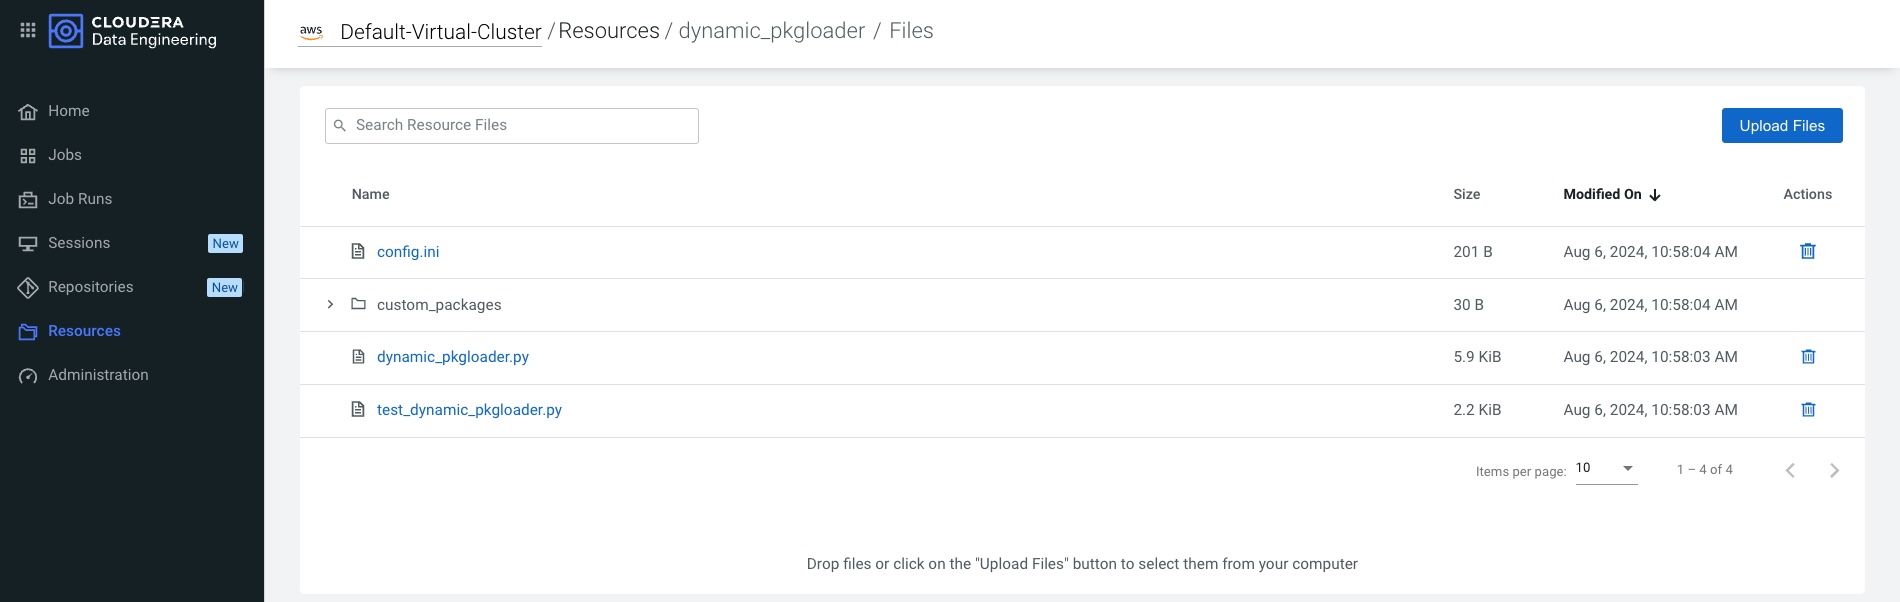 CLOUDERA
Data Engineering
Home
Jobs
Job Runs
Sessions New
Repositories New
Resources
Administration
aws Default-Virtual-Cluster / Resources / dynamic_pkgloader / Files
Search Resource Files
Upload Files
Name Size Modified On Actions
config.ini 201 B Aug 6, 2024, 10:58:04 AM
custom_packages 30 B Aug 6, 2024, 10:58:04 AM
dynamic_pkgloader.py 5.9 KiB Aug 6, 2024, 10:58:03 AM
test_dynamic_pkgloader.py 2.2 KiB Aug 6, 2024, 10:58:03 AM
Items per page: 10 1 – 4 of 4
Drop files or click on the "Upload Files" button to select them from your computer